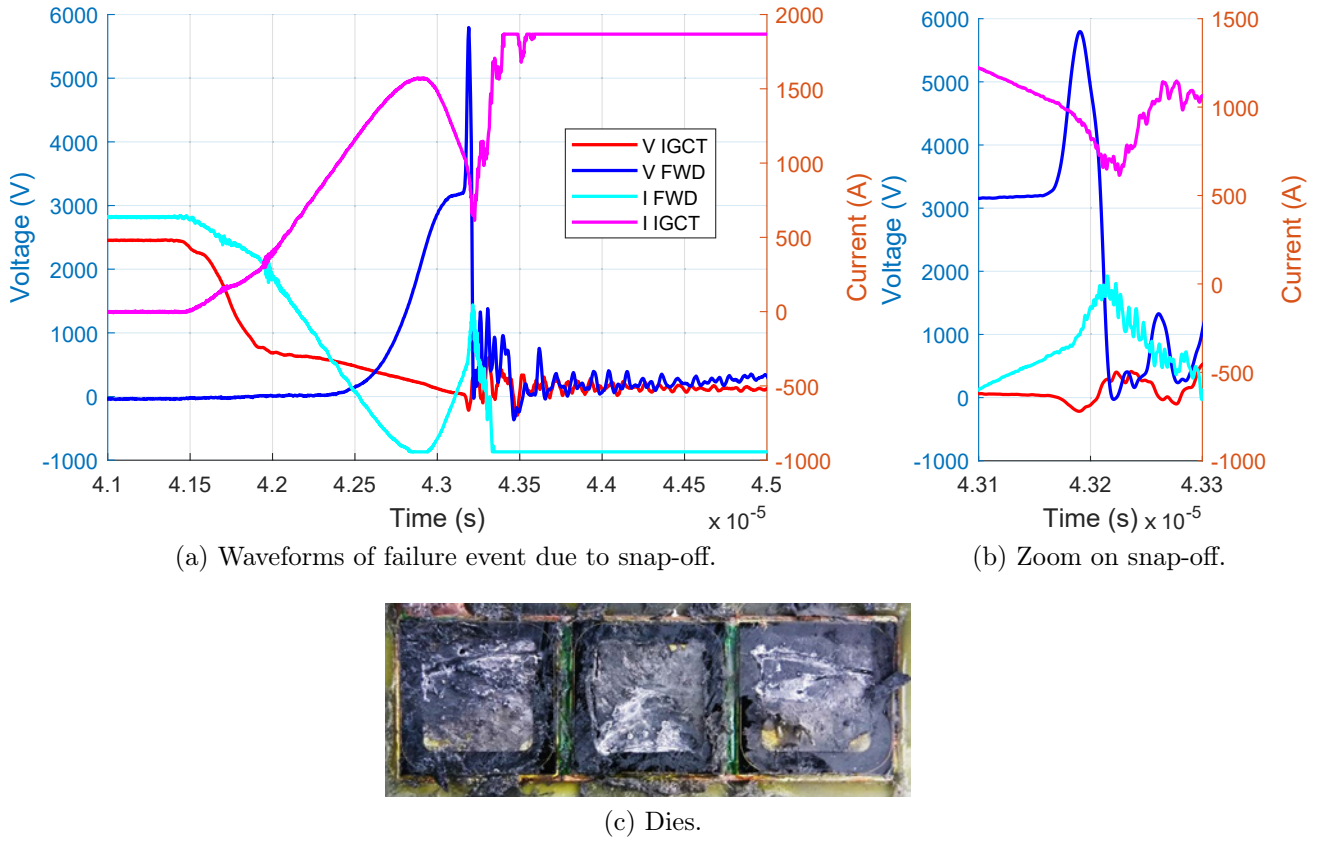 6000
5000
4000
3000
2000
1000
0
-1000
Voltage (V)
2000
1500
1000
500
0
-500
-1000
Current (A)
V IGCT
V FWD
I FWD
I IGCT
4.1 4.15 4.2 4.25 4.3 4.35 4.4 4.45 4.5
Time (s)
x 10-5
(a) Waveforms of failure event due to snap-off.
6000
5000
4000
3000
2000
1000
0
-1000
Voltage (V)
1500
1000
500
0
-500
-1000
Current (A)
4.31 4.32 4.33
Time (s) x 10-5
(b) Zoom on snap-off.
(c) Dies.